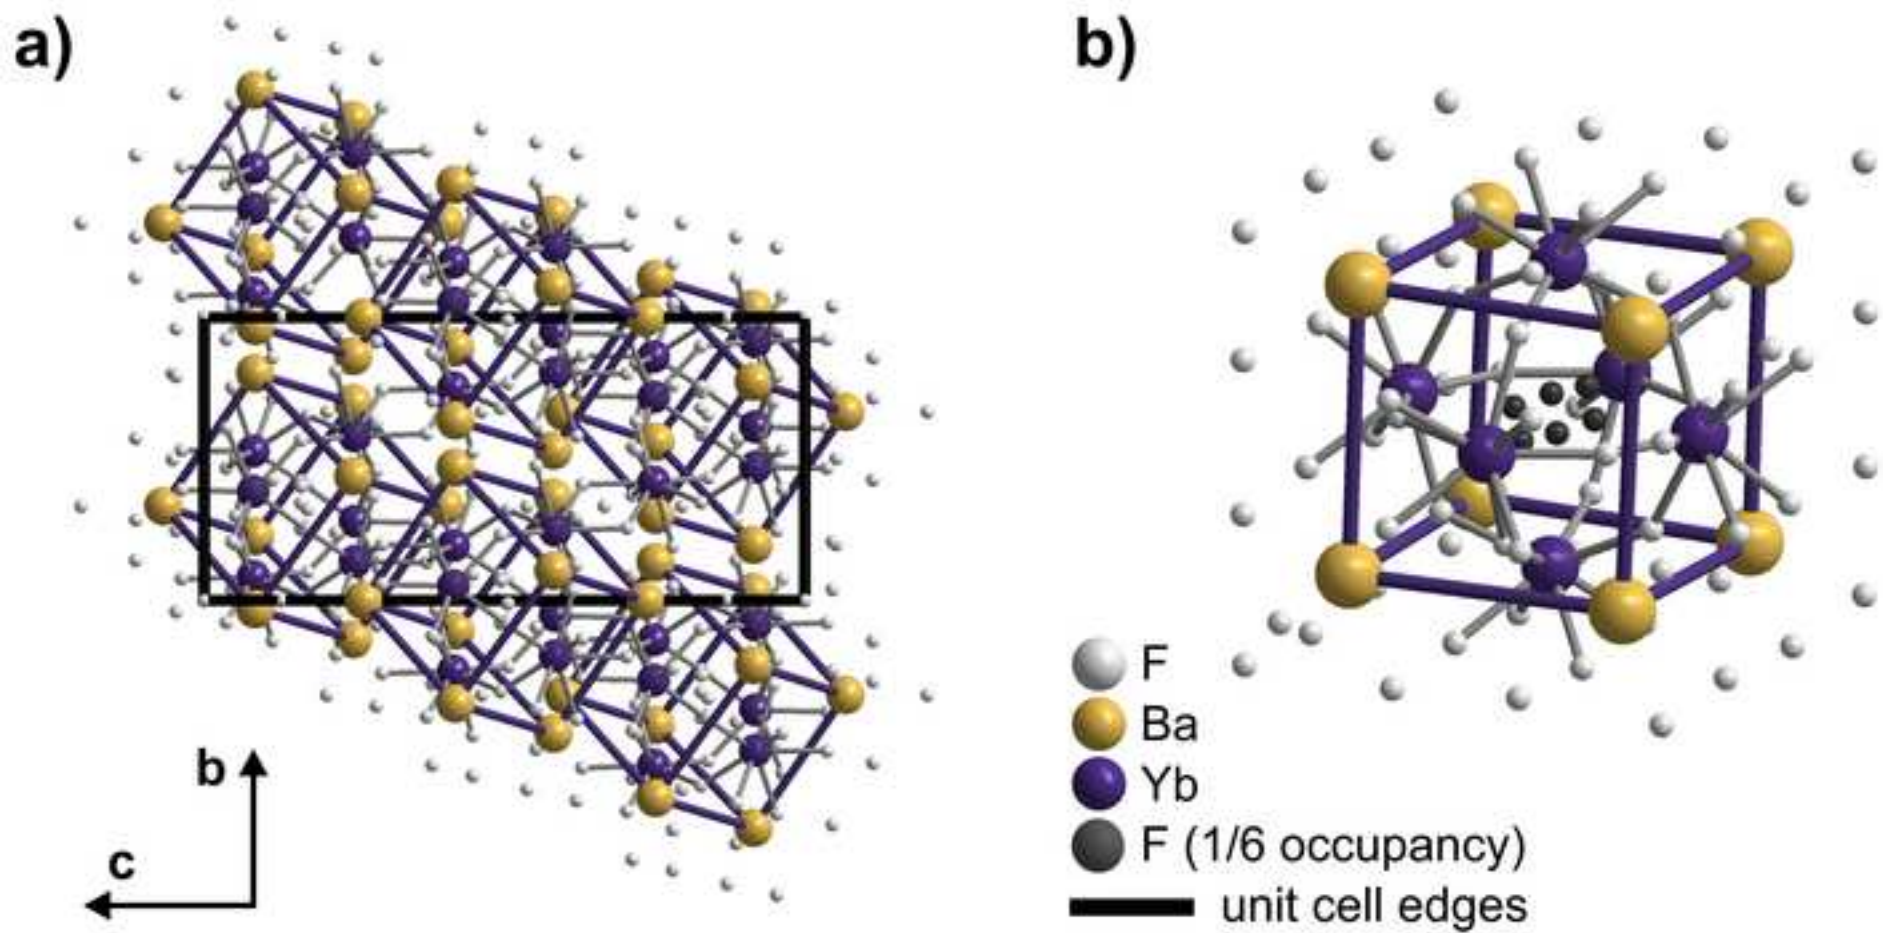 a)
b)
b
c
F
Ba
Yb
F (1/6 occupancy)
unit cell edges